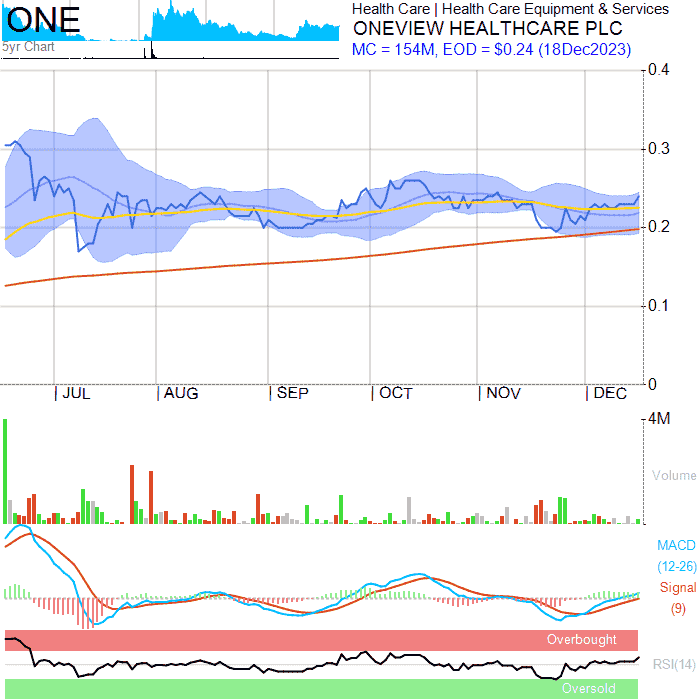 ONE
5yr Chart
Health Care | Health Care Equipment & Services
ONEVIEW HEALTHCARE PLC
MC = 154M, EOD = $0.24 (18Dec2023)
0.4
0.3
0.2
0.1
0
JUL AUG SEP OCT NOV DEC
4M
Volume
MACD
(12-26)
Signal
(9)
Overbought
RSI(14)
Oversold